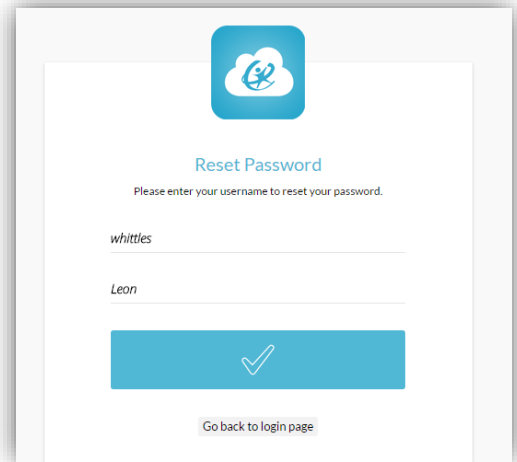 Reset Password
Please enter your username to reset your password.
whittles
Leon
Go back to login page